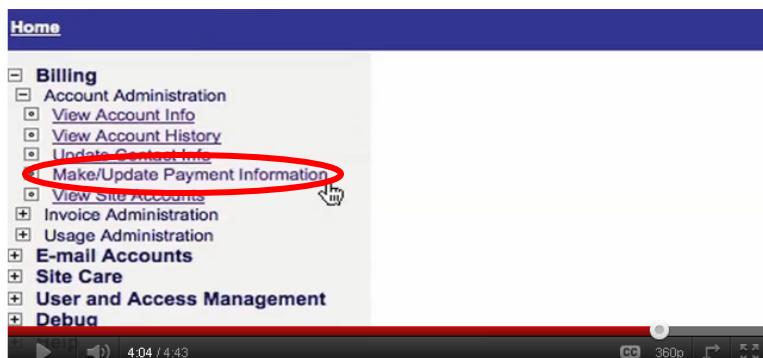 Home
Billing
Account Administration
View Account Info
View Account History
Update Contact Info
Make/Update Payment Information
View Site Accounts
Invoice Administration
Usage Administration
E-mail Accounts
Site Care
User and Access Management
Debug
Help
4:04 / 4:43 CC 360p